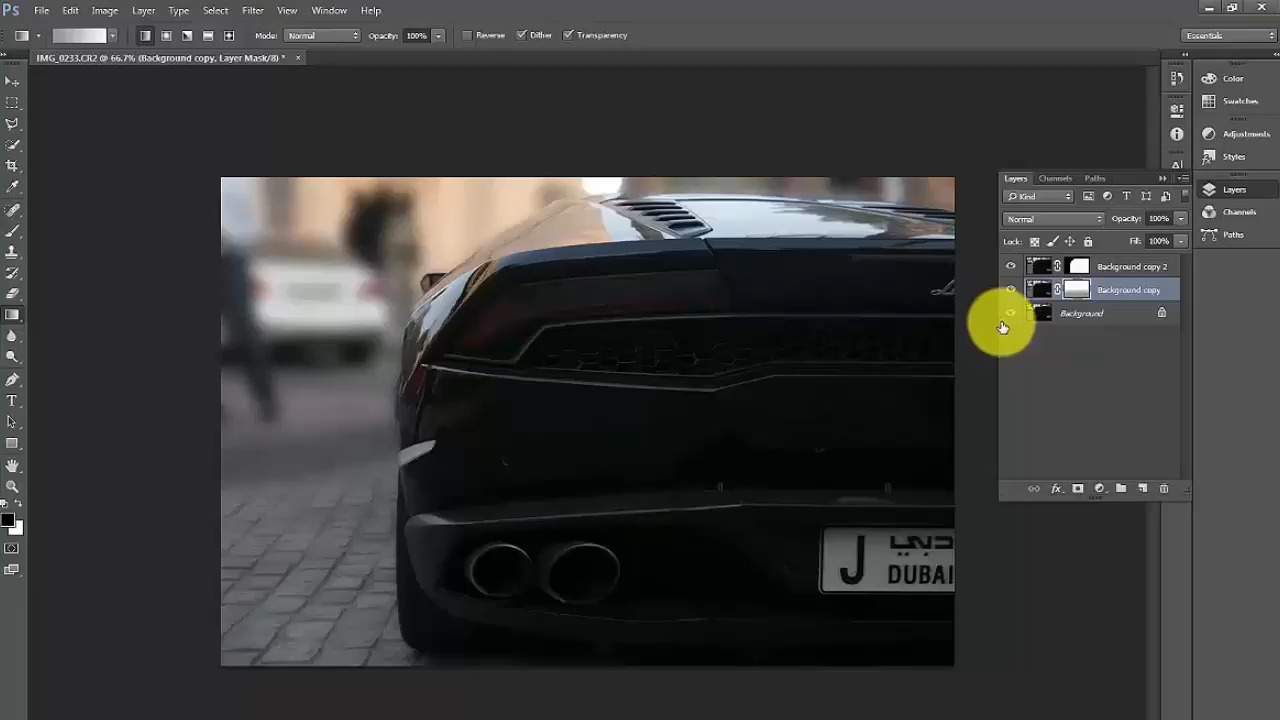 Ps File Edit Image Layer Type Select Filter View Window Help
Mode: Normal Opacity: 100% Reverse Dither Transparency Essentials
IMG_0233.CR2 @ 66.7% (Background copy, Layer Mask/8) * ×
Color
Swatches
Adjustments
Styles
Layers
Channels
Paths
Layers Channels Paths
Kind
Normal Opacity: 100%
Lock: Fill: 100%
Background copy 2
Background copy
Background
J دبي
DUBAI